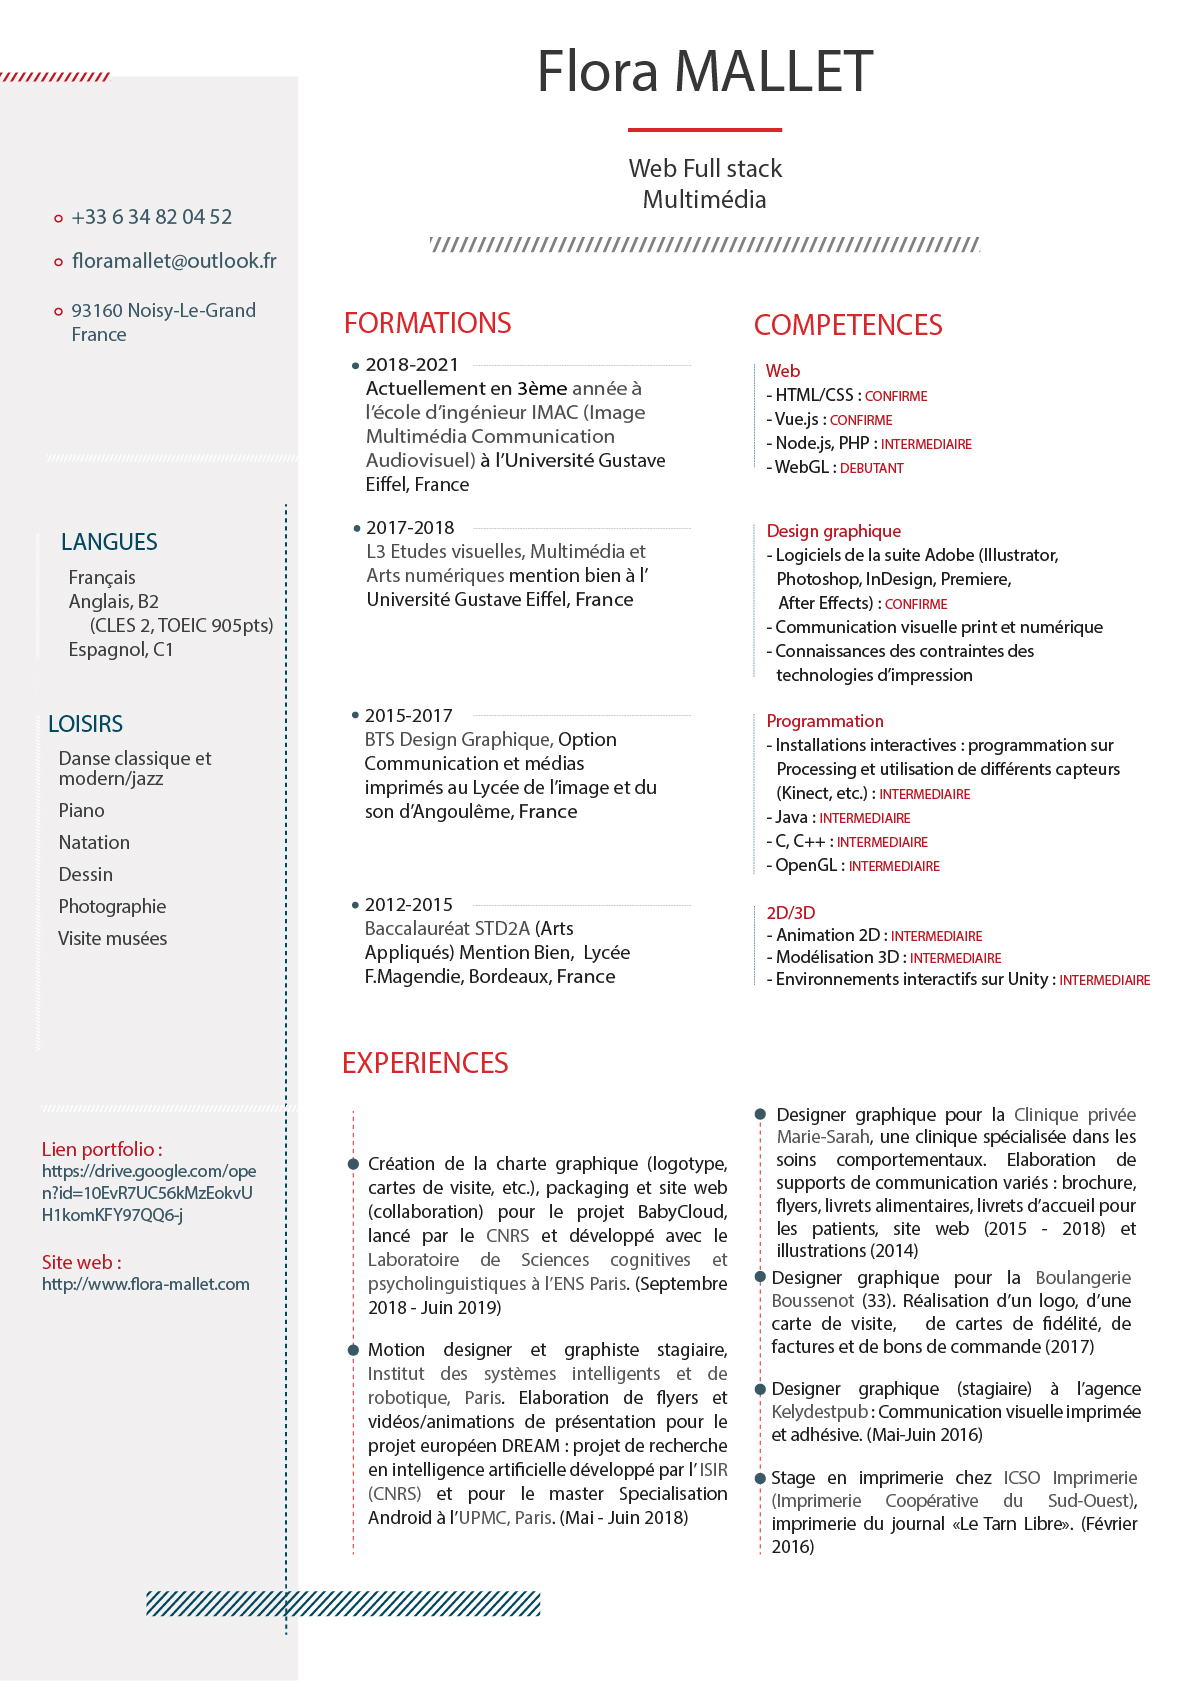 Flora MALLET
Web Full stack
Multimédia
+33 6 34 82 04 52
floramallet@outlook.fr
93160 Noisy-Le-Grand
France
LANGUES
Français
Anglais, B2
(CLES 2, TOEIC 905pts)
Espagnol, C1
LOISIRS
Danse classique et
modern/jazz
Piano
Natation
Dessin
Photographie
Visite musées
Lien portfolio :
https://drive.google.com/ope
n?id=10EvR7UC56kMzEokvU
H1komKFY97QQ6-j
Site web :
http://www.flora-mallet.com
FORMATIONS
2018-2021
Actuellement en 3ème année à
l’école d’ingénieur IMAC (Image
Multimédia Communication
Audiovisuel) à l’Université Gustave
Eiffel, France
2017-2018
L3 Etudes visuelles, Multimédia et
Arts numériques mention bien à l’
Université Gustave Eiffel, France
2015-2017
BTS Design Graphique, Option
Communication et médias
imprimés au Lycée de l’image et du
son d’Angoulême, France
2012-2015
Baccalauréat STD2A (Arts
Appliqués) Mention Bien, Lycée
F.Magendie, Bordeaux, France
COMPETENCES
Web
- HTML/CSS : CONFIRME
- Vue.js : CONFIRME
- Node.js, PHP : INTERMEDIAIRE
- WebGL : DEBUTANT
Design graphique
- Logiciels de la suite Adobe (Illustrator,
Photoshop, InDesign, Premiere,
After Effects) : CONFIRME
- Communication visuelle print et numérique
- Connaissances des contraintes des
technologies d’impression
Programmation
- Installations interactives : programmation sur
Processing et utilisation de différents capteurs
(Kinect, etc.) : INTERMEDIAIRE
- Java : INTERMEDIAIRE
- C, C++ : INTERMEDIAIRE
- OpenGL : INTERMEDIAIRE
2D/3D
- Animation 2D : INTERMEDIAIRE
- Modélisation 3D : INTERMEDIAIRE
- Environnements interactifs sur Unity : INTERMEDIAIRE
EXPERIENCES
Création de la charte graphique (logotype,
cartes de visite, etc.), packaging et site web
(collaboration) pour le projet BabyCloud,
lancé par le CNRS et développé avec le
Laboratoire de Sciences cognitives et
psycholinguistiques à l’ENS Paris. (Septembre
2018 - Juin 2019)
Motion designer et graphiste stagiaire,
Institut des systèmes intelligents et de
robotique, Paris. Elaboration de flyers et
vidéos/animations de présentation pour le
projet européen DREAM : projet de recherche
en intelligence artificielle développé par l’ ISIR
(CNRS) et pour le master Specialisation
Android à l’UPMC, Paris. (Mai - Juin 2018)
Designer graphique pour la Clinique privée
Marie-Sarah, une clinique spécialisée dans les
soins comportementaux. Elaboration de
supports de communication variés : brochure,
flyers, livrets alimentaires, livrets d’accueil pour
les patients, site web (2015 - 2018) et
illustrations (2014)
Designer graphique pour la Boulangerie
Boussenot (33). Réalisation d’un logo, d’une
carte de visite, de cartes de fidélité, de
factures et de bons de commande (2017)
Designer graphique (stagiaire) à l’agence
Kelydestpub : Communication visuelle imprimée
et adhésive. (Mai-Juin 2016)
Stage en imprimerie chez ICSO Imprimerie
(Imprimerie Coopérative du Sud-Ouest),
imprimerie du journal «Le Tarn Libre». (Février
2016)